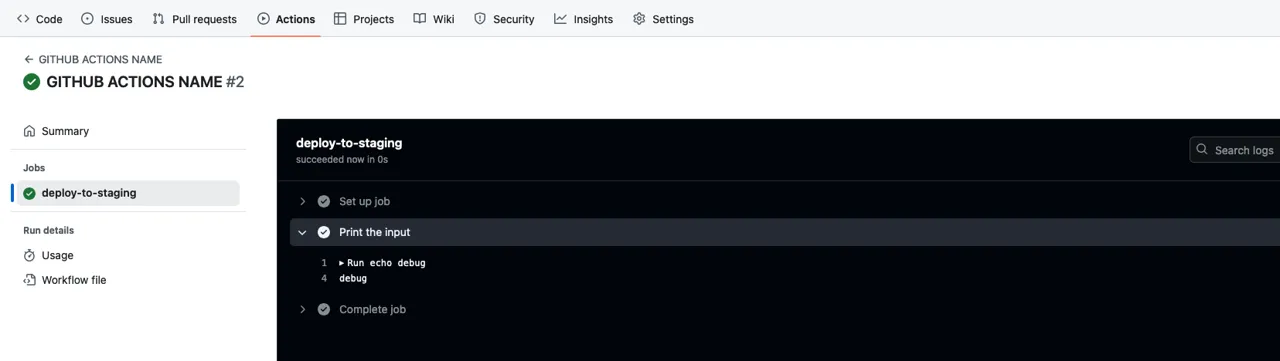 Code Issues Pull requests Actions Projects Wiki Security Insights Settings
← GITHUB ACTIONS NAME
GITHUB ACTIONS NAME #2
Summary
Jobs
deploy-to-staging
Run details
Usage
Workflow file
deploy-to-staging
succeeded now in 0s
Search logs
Set up job
Print the input
1 ▸ Run echo debug
4 debug
Complete job